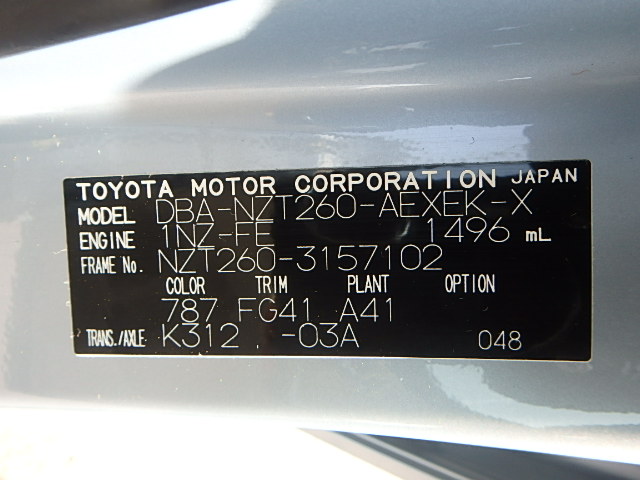 TOYOTA MOTOR CORPORATION JAPAN
MODEL DBA-NZT260-AEXEK-X
ENGINE 1NZ-FE 1496 mL
FRAME No. NZT260-3157102
COLOR TRIM PLANT OPTION
787 FG41 A41
TRANS./AXLE K312 -03A 048